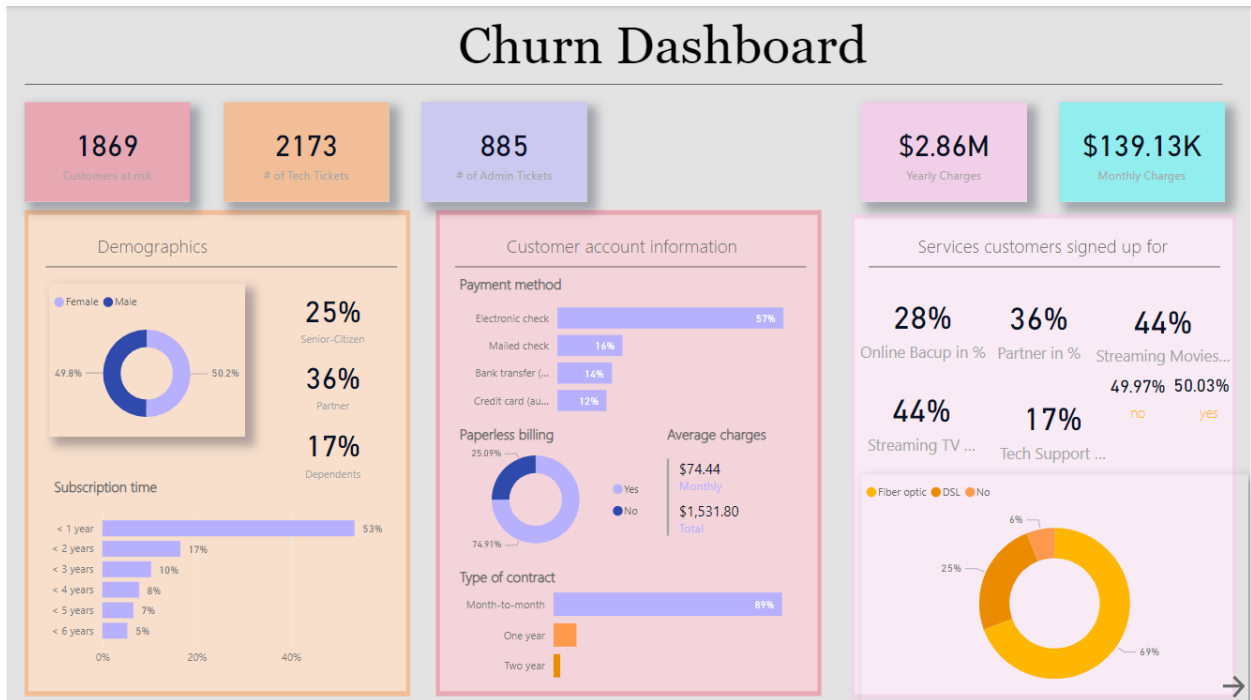 Churn Dashboard
1869
Customers at risk
2173
# of Tech Tickets
885
# of Admin Tickets
$2.86M
Yearly Charges
$139.13K
Monthly Charges
Demographics
Female Male
49.8%
50.2%
25%
Senior-Citizen
36%
Partner
17%
Dependents
Subscription time
< 1 year 53%
< 2 years 17%
< 3 years 10%
< 4 years 8%
< 5 years 7%
< 6 years 5%
0% 20% 40%
Customer account information
Payment method
Electronic check 57%
Mailed check 16%
Bank transfer (... 14%
Credit card (au... 12%
Paperless billing
25.09%
74.91%
Yes
No
Average charges
$74.44
Monthly
$1,531.80
Total
Type of contract
Month-to-month 89%
One year
Two year
Services customers signed up for
28%
Online Bacup in %
36%
Partner in %
44%
Streaming Movies...
49.97% 50.03%
no yes
44%
Streaming TV ...
17%
Tech Support ...
Fiber optic DSL No
6%
25%
69%